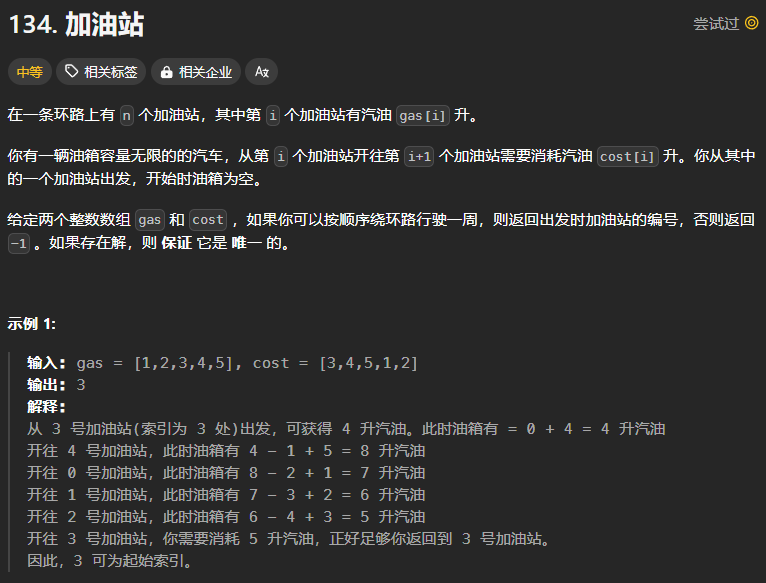 134. 加油站
尝试过
中等 相关标签 相关企业 Az
在一条环路上有 n 个加油站，其中第 i 个加油站有汽油 gas[i] 升。
你有一辆油箱容量无限的的汽车，从第 i 个加油站开往第 i+1 个加油站需要消耗汽油 cost[i] 升。你从其中
的一个加油站出发，开始时油箱为空。
给定两个整数数组 gas 和 cost ，如果你可以按顺序绕环路行驶一周，则返回出发时加油站的编号，否则返回
-1 。如果存在解，则 保证 它是 唯一 的。
示例 1:
输入: gas = [1,2,3,4,5], cost = [3,4,5,1,2]
输出: 3
解释:
从 3 号加油站(索引为 3 处)出发，可获得 4 升汽油。此时油箱有 = 0 + 4 = 4 升汽油
开往 4 号加油站，此时油箱有 4 - 1 + 5 = 8 升汽油
开往 0 号加油站，此时油箱有 8 - 2 + 1 = 7 升汽油
开往 1 号加油站，此时油箱有 7 - 3 + 2 = 6 升汽油
开往 2 号加油站，此时油箱有 6 - 4 + 3 = 5 升汽油
开往 3 号加油站，你需要消耗 5 升汽油，正好足够你返回到 3 号加油站。
因此，3 可为起始索引。